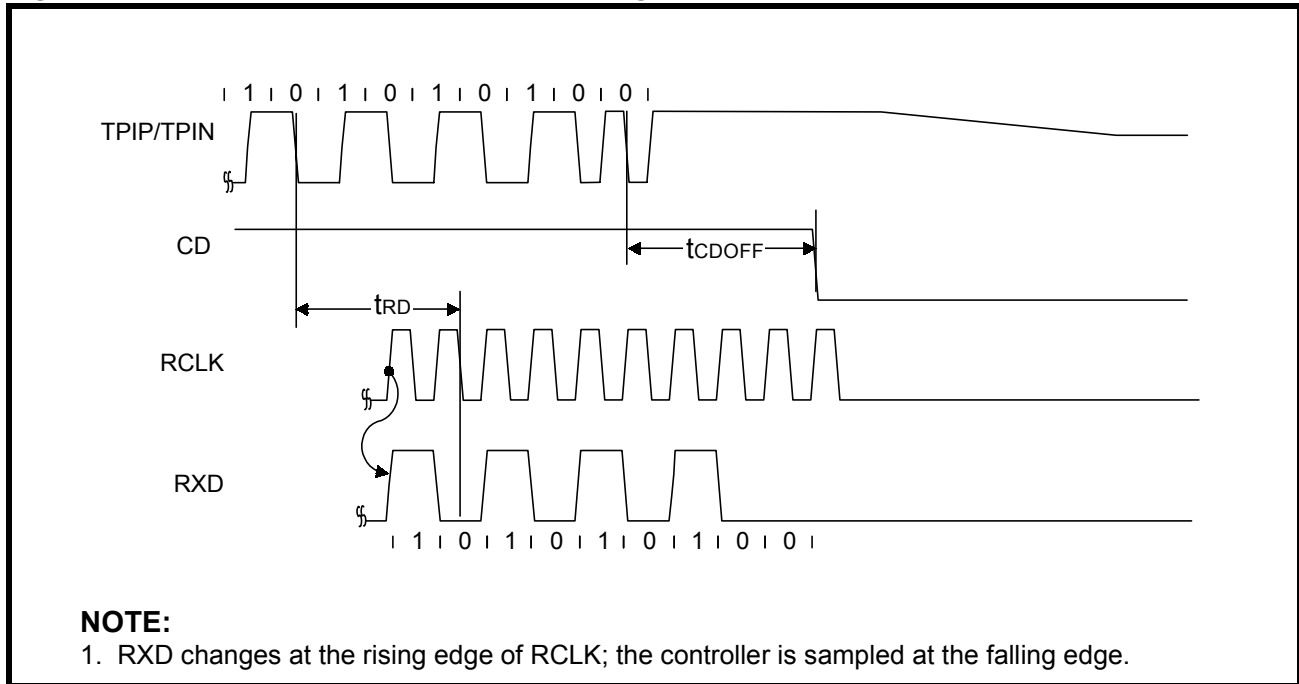 1 0 1 0 1 0 1 0 0
TPIP/TPIN
CD
tCDOFF
tRD
RCLK
RXD
1 0 1 0 1 0 1 0 0
NOTE:
1. RXD changes at the rising edge of RCLK; the controller is sampled at the falling edge.